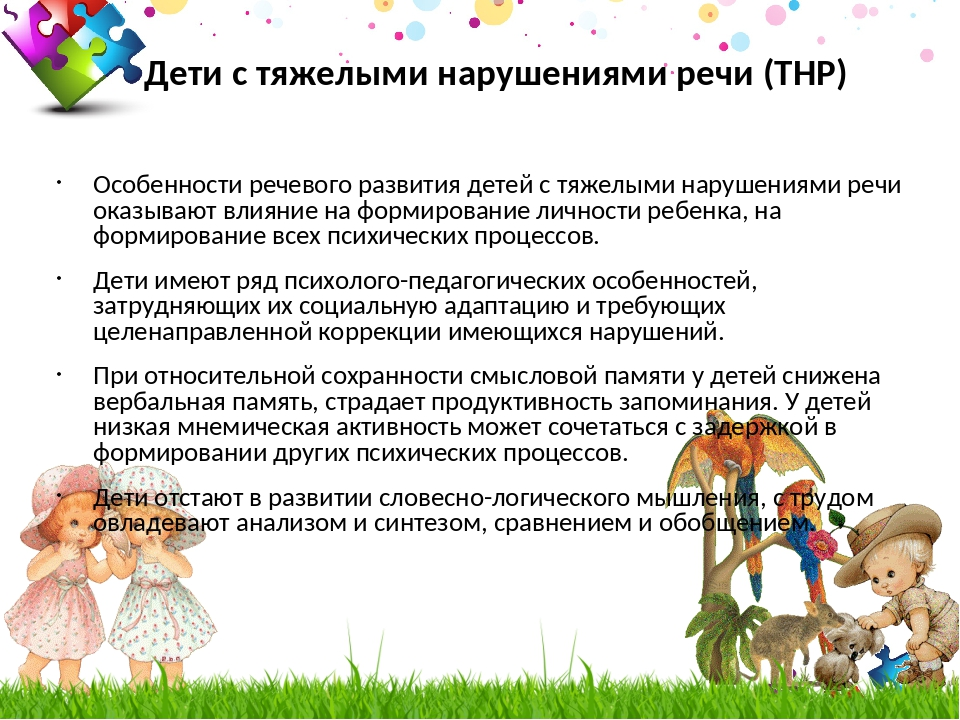 Дети с тяжелыми нарушениями речи (ТНР)
• Особенности речевого развития детей с тяжелыми нарушениями речи
оказывают влияние на формирование личности ребенка, на
формирование всех психических процессов.
• Дети имеют ряд психолого-педагогических особенностей,
затрудняющих их социальную адаптацию и требующих
целенаправленной коррекции имеющихся нарушений.
• При относительной сохранности смысловой памяти у детей снижена
вербальная память, страдает продуктивность запоминания. У детей
низкая мнемическая активность может сочетаться с задержкой в
формировании других психических процессов.
• Дети отстают в развитии словесно-логического мышления, с трудом
овладевают анализом и синтезом, сравнением и обобщением.